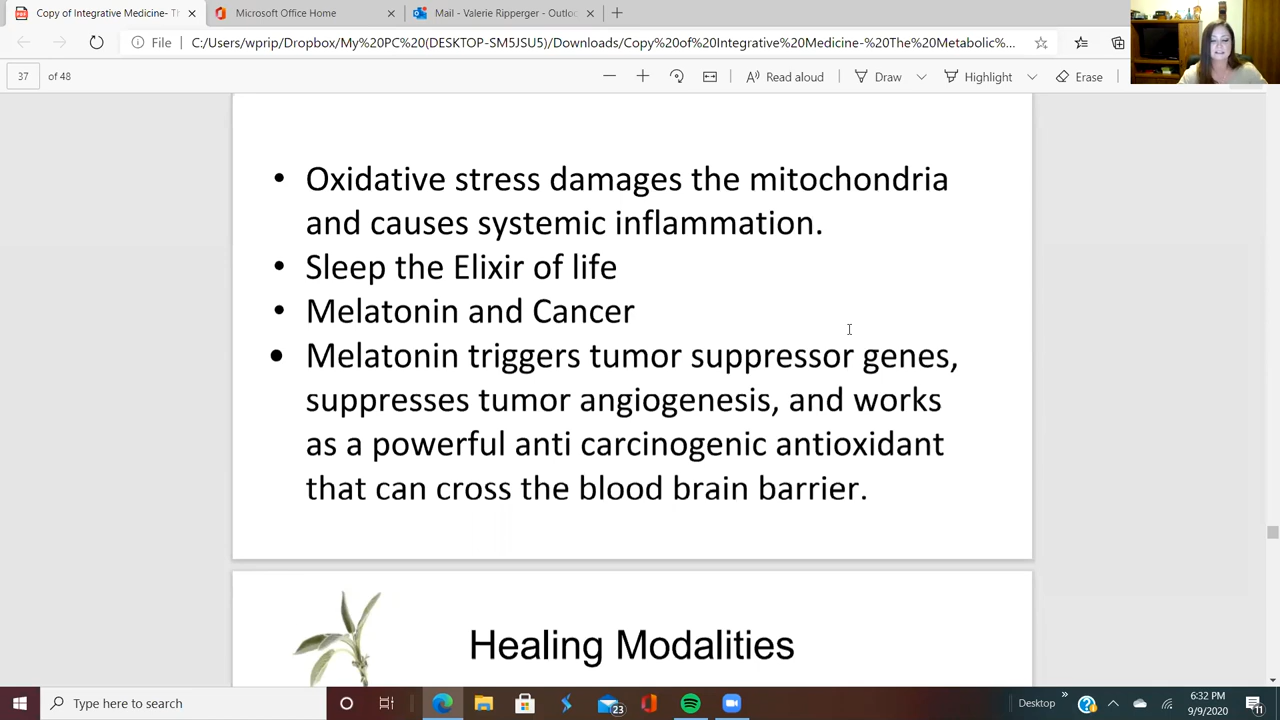 Copy of Integrative Medicine- Th
Microsoft Office Home
Mail - Valerie Ripperger - Outloo
File
C:/Users/wprip/Dropbox/My%20PC%20(DESKTOP-SM5JSU5)/Downloads/Copy%20of%20Integrative%20Medicine-%20The%20Metabolic%...
37
of 48
Read aloud
Draw
Highlight
Erase
• Oxidative stress damages the mitochondria
and causes systemic inflammation.
• Sleep the Elixir of life
• Melatonin and Cancer
• Melatonin triggers tumor suppressor genes,
suppresses tumor angiogenesis, and works
as a powerful anti carcinogenic antioxidant
that can cross the blood brain barrier.
Healing Modalities
Type here to search
23
Desktop
6:32 PM
9/9/2020
11